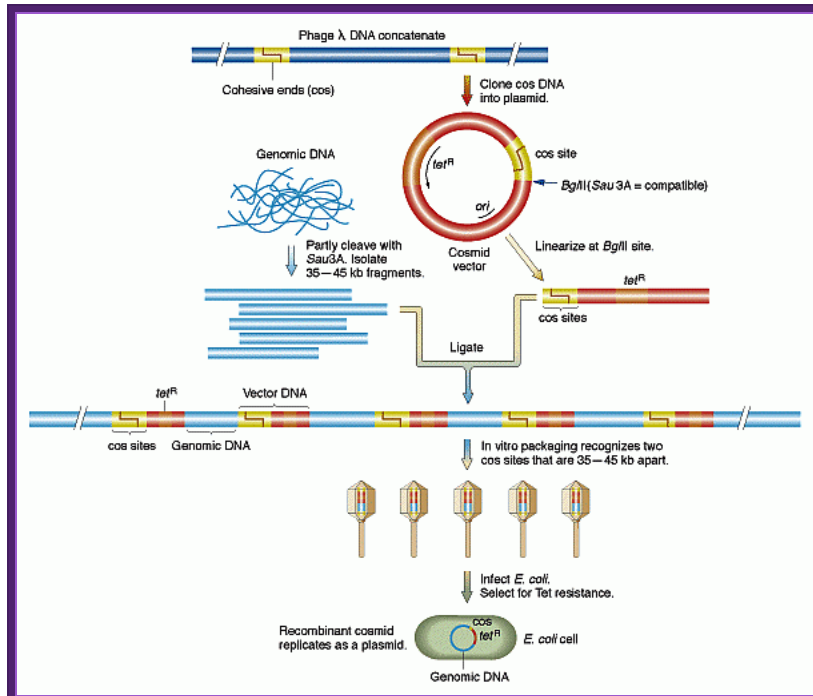 Phage λ DNA concatenate
Cohesive ends (cos)
Clone cos DNA
into plasmid.
Genomic DNA
tetR
cos site
BglII(Sau 3A = compatible)
ori
Cosmid
vector
Partly cleave with
Sau3A. Isolate
35–45 kb fragments.
Linearize at BglII site.
tetR
cos sites
Ligate
tetR
Vector DNA
cos sites
Genomic DNA
In vitro packaging recognizes two
cos sites that are 35–45 kb apart.
Infect E. coli.
Select for Tet resistance.
Recombinant cosmid
replicates as a plasmid.
cos
tetR
E. coli cell
Genomic DNA